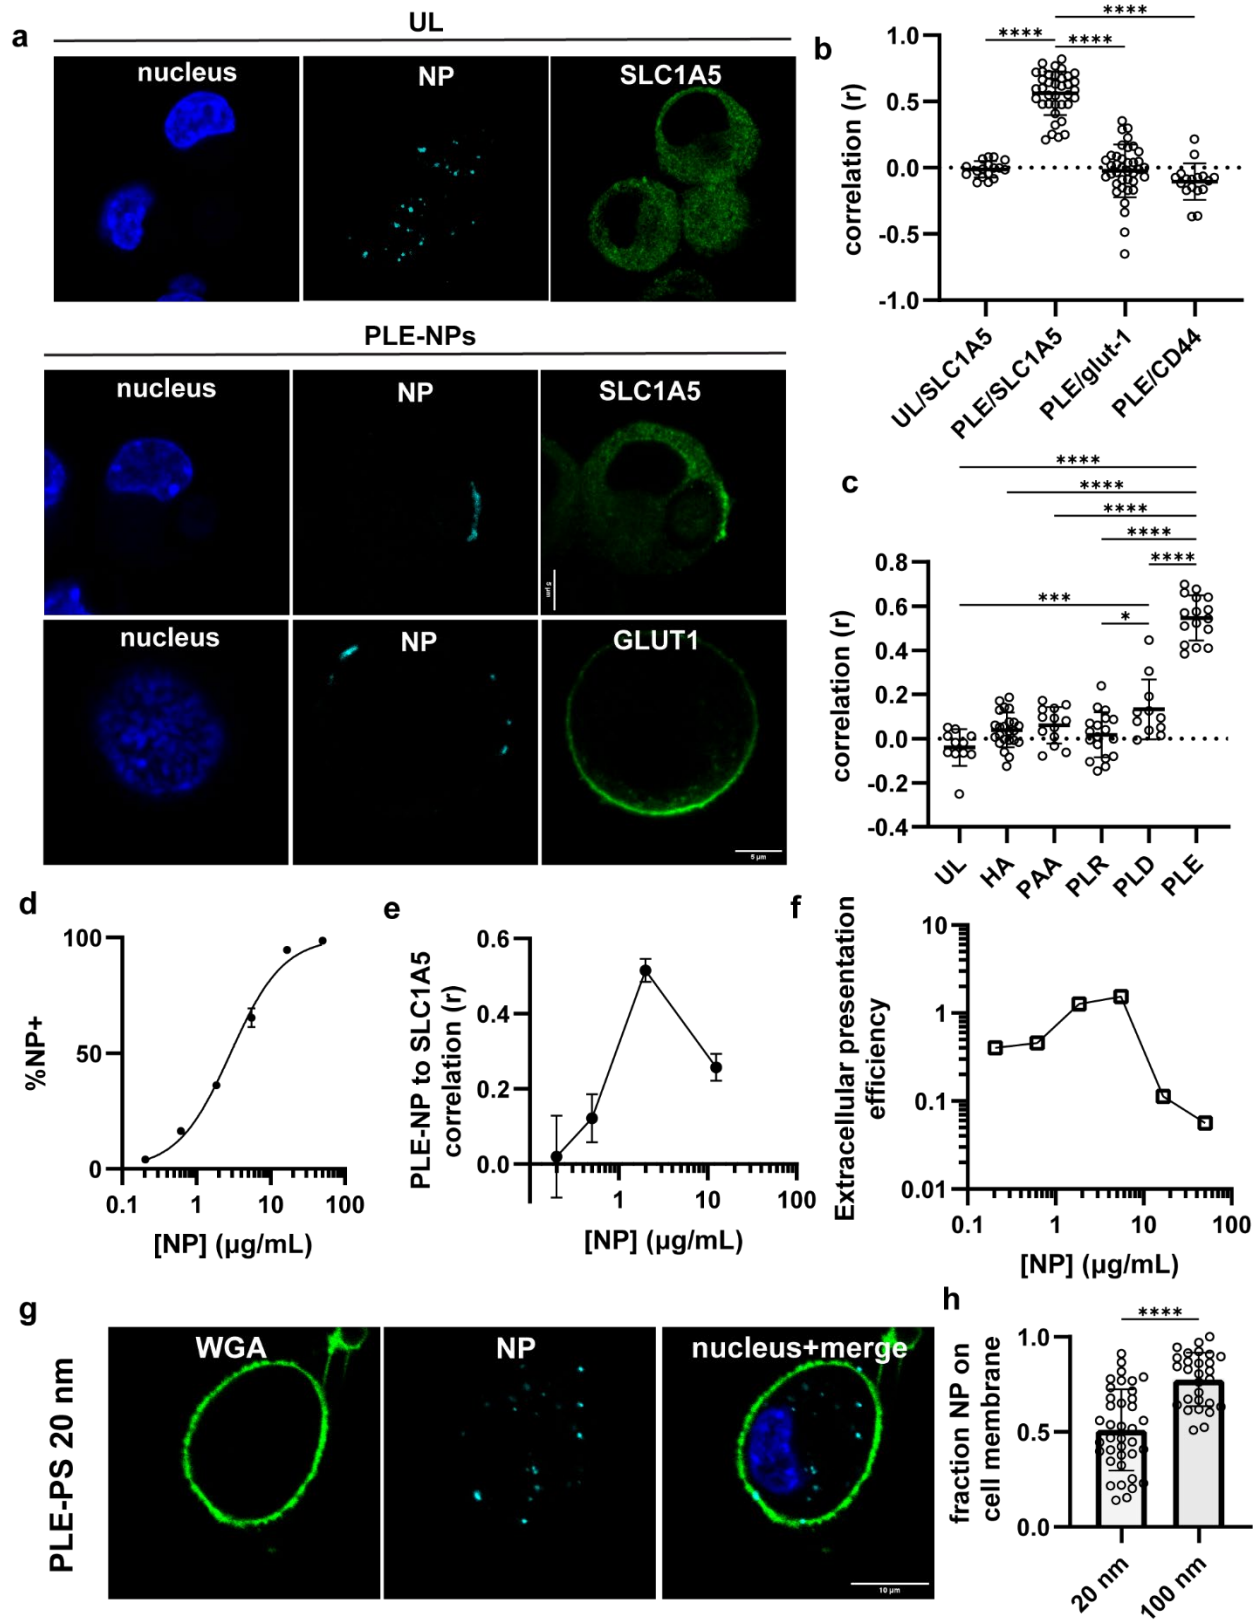 a
UL
nucleus
NP
SLC1A5
PLE-NPs
nucleus
NP
SLC1A5
5 µm
nucleus
NP
GLUT1
5 µm
b
****
****
****
correlation (r)
1.0
0.5
0.0
-0.5
-1.0
UL/SLC1A5
PLE/SLC1A5
PLE/glut-1
PLE/CD44
c
****
****
****
****
****
***
*
correlation (r)
0.8
0.6
0.4
0.2
0.0
-0.2
-0.4
UL
HA
PAA
PLR
PLD
PLE
d
%NP+
100
50
0
0.1
1
10
100
[NP] (µg/mL)
e
PLE-NP to SLC1A5
correlation (r)
0.6
0.4
0.2
0.0
1
10
100
[NP] (µg/mL)
f
Extracellular presentation
efficiency
10
1
0.1
0.01
0.1
1
10
100
[NP] (µg/mL)
g
PLE-PS 20 nm
WGA
NP
nucleus+merge
10 µm
h
****
fraction NP on
cell membrane
1.0
0.5
0.0
20 nm
100 nm